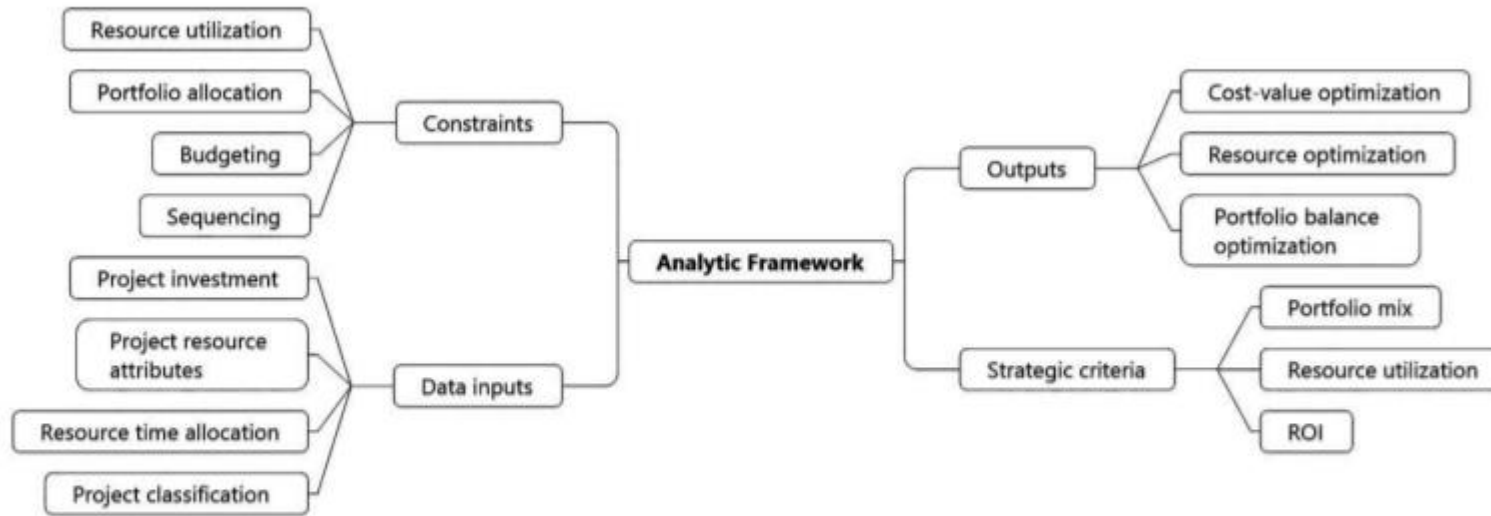 Resource utilization
Portfolio allocation
Budgeting
Sequencing
Constraints
Project investment
Project resource
attributes
Resource time allocation
Project classification
Data inputs
Analytic Framework
Outputs
Cost-value optimization
Resource optimization
Portfolio balance
optimization
Strategic criteria
Portfolio mix
Resource utilization
ROI